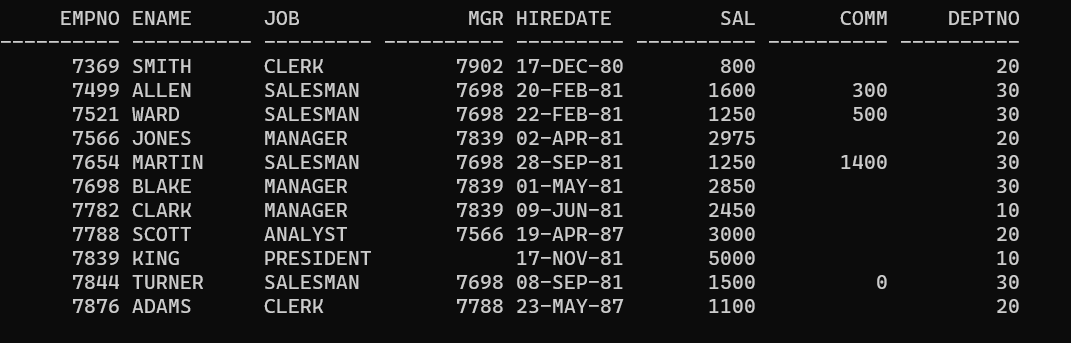 EMPNO ENAME      JOB              MGR HIREDATE         SAL       COMM     DEPTNO
---------- ---------- --------- ---------- --------- ---------- ---------- ----------
      7369 SMITH      CLERK           7902 17-DEC-80        800                    20
      7499 ALLEN      SALESMAN        7698 20-FEB-81       1600        300         30
      7521 WARD       SALESMAN        7698 22-FEB-81       1250        500         30
      7566 JONES      MANAGER         7839 02-APR-81       2975                    20
      7654 MARTIN     SALESMAN        7698 28-SEP-81       1250       1400         30
      7698 BLAKE      MANAGER         7839 01-MAY-81       2850                    30
      7782 CLARK      MANAGER         7839 09-JUN-81       2450                    10
      7788 SCOTT      ANALYST         7566 19-APR-87       3000                    20
      7839 KING       PRESIDENT            17-NOV-81       5000                    10
      7844 TURNER     SALESMAN        7698 08-SEP-81       1500          0         30
      7876 ADAMS      CLERK           7788 23-MAY-87       1100                    20